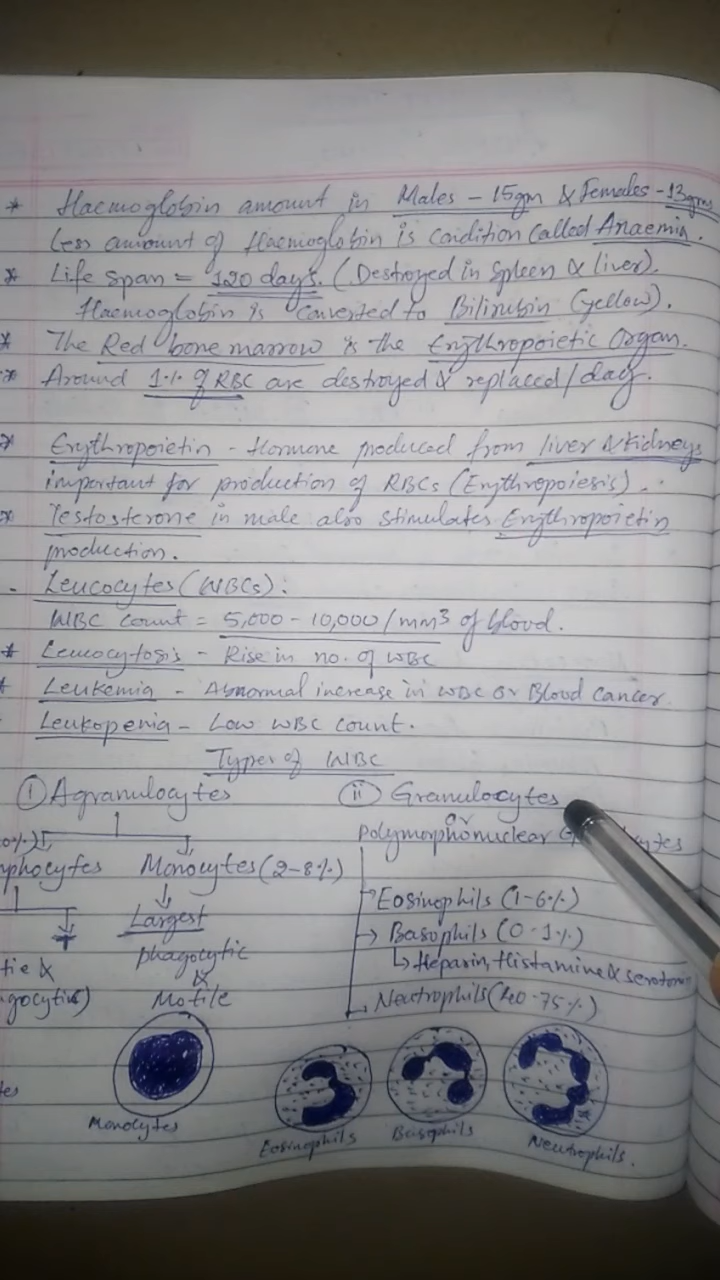 * Haemoglobin amount in Males - 15gm & Females - 13gms
Less amount of Haemoglobin is condition called Anaemia.
* Life span = 120 days. (Destroyed in Spleen & liver).
Haemoglobin is converted to Bilirubin (yellow).
* The Red bone marrow is the Erythropoietic Organ.
* Around 1% of RBC are destroyed & replaced/day.
* Erythropoietin - Hormone produced from liver & Kidneys
important for production of RBCs (Erythropoiesis).
* Testosterone in male also stimulates Erythropoietin
production.
- Leucocytes (WBCs):
WBC count = 5,000 - 10,000/mm³ of blood.
* Leucocytosis - Rise in no. of WBC
* Leukemia - Abnormal increase in WBC or Blood cancer.
- Leukopenia - Low WBC count.
Types of WBC
(i) Agranulocytes (ii) Granulocytes
or
0%) Polymorphonuclear G cytes
phocytes Monocytes (2-8%)
→ Eosinophils (1-6%)
Largest → Basophils (0-1%)
phagocytic ↳ Heparin, Histamine & serotonin
tie & &
gocytic) Motile → Neutrophils (40-75%)
tes
Monocytes Eosinophils Basophils Neutrophils.